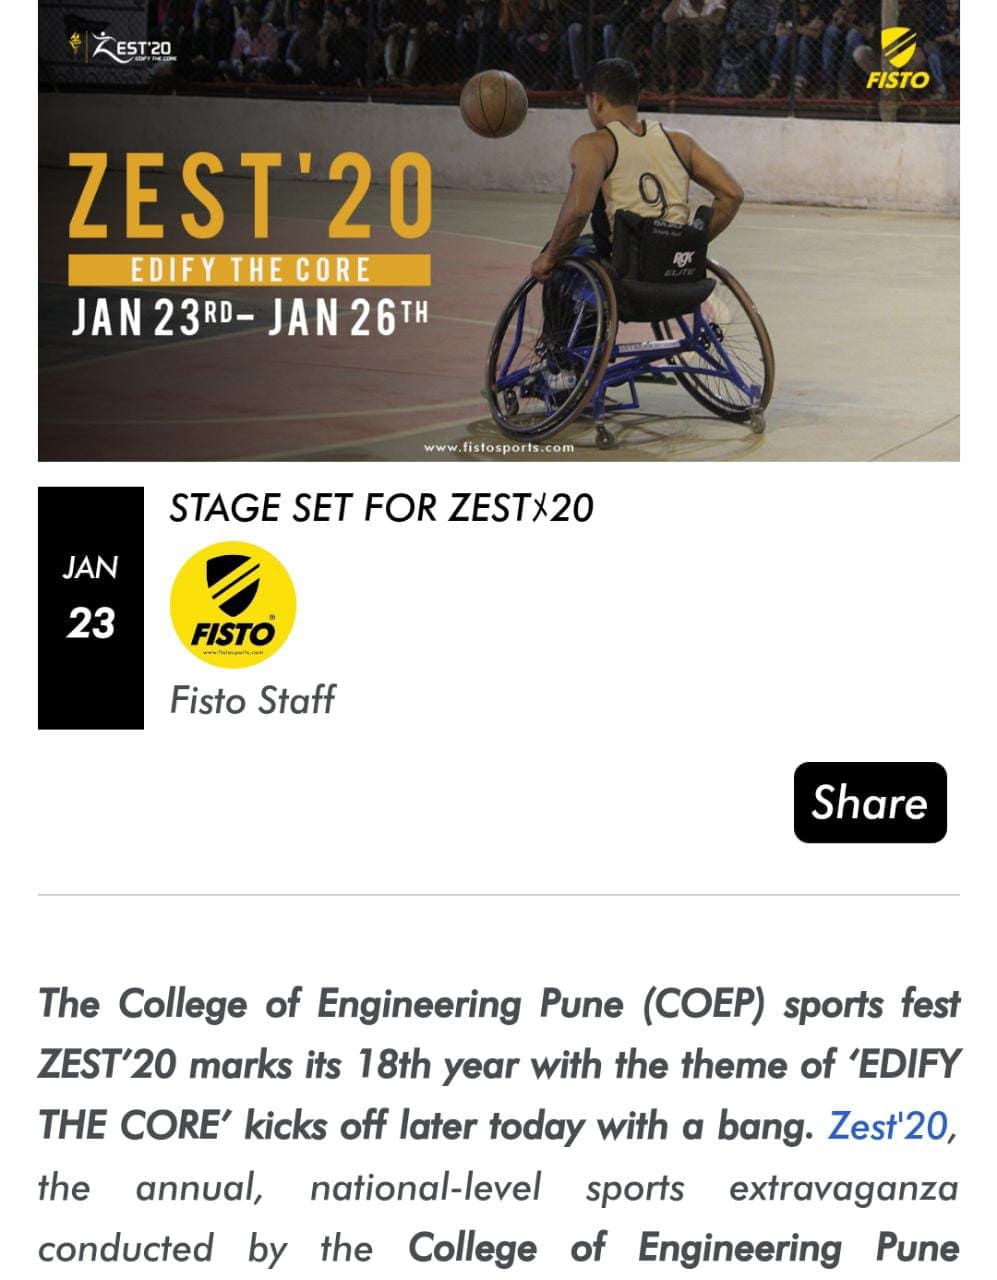 ZEST'20
EDIFY THE CORE
FISTO
ZEST'20
EDIFY THE CORE
JAN 23RD– JAN 26TH
9
RGK
ELITE
www.fistosports.com
JAN
23
STAGE SET FOR ZEST'20
FISTO
www.fistosports.com
Fisto Staff
Share
The College of Engineering Pune (COEP) sports fest
ZEST’20 marks its 18th year with the theme of ‘EDIFY
THE CORE’ kicks off later today with a bang. Zest'20,
the annual, national-level sports extravaganza
conducted by the College of Engineering Pune